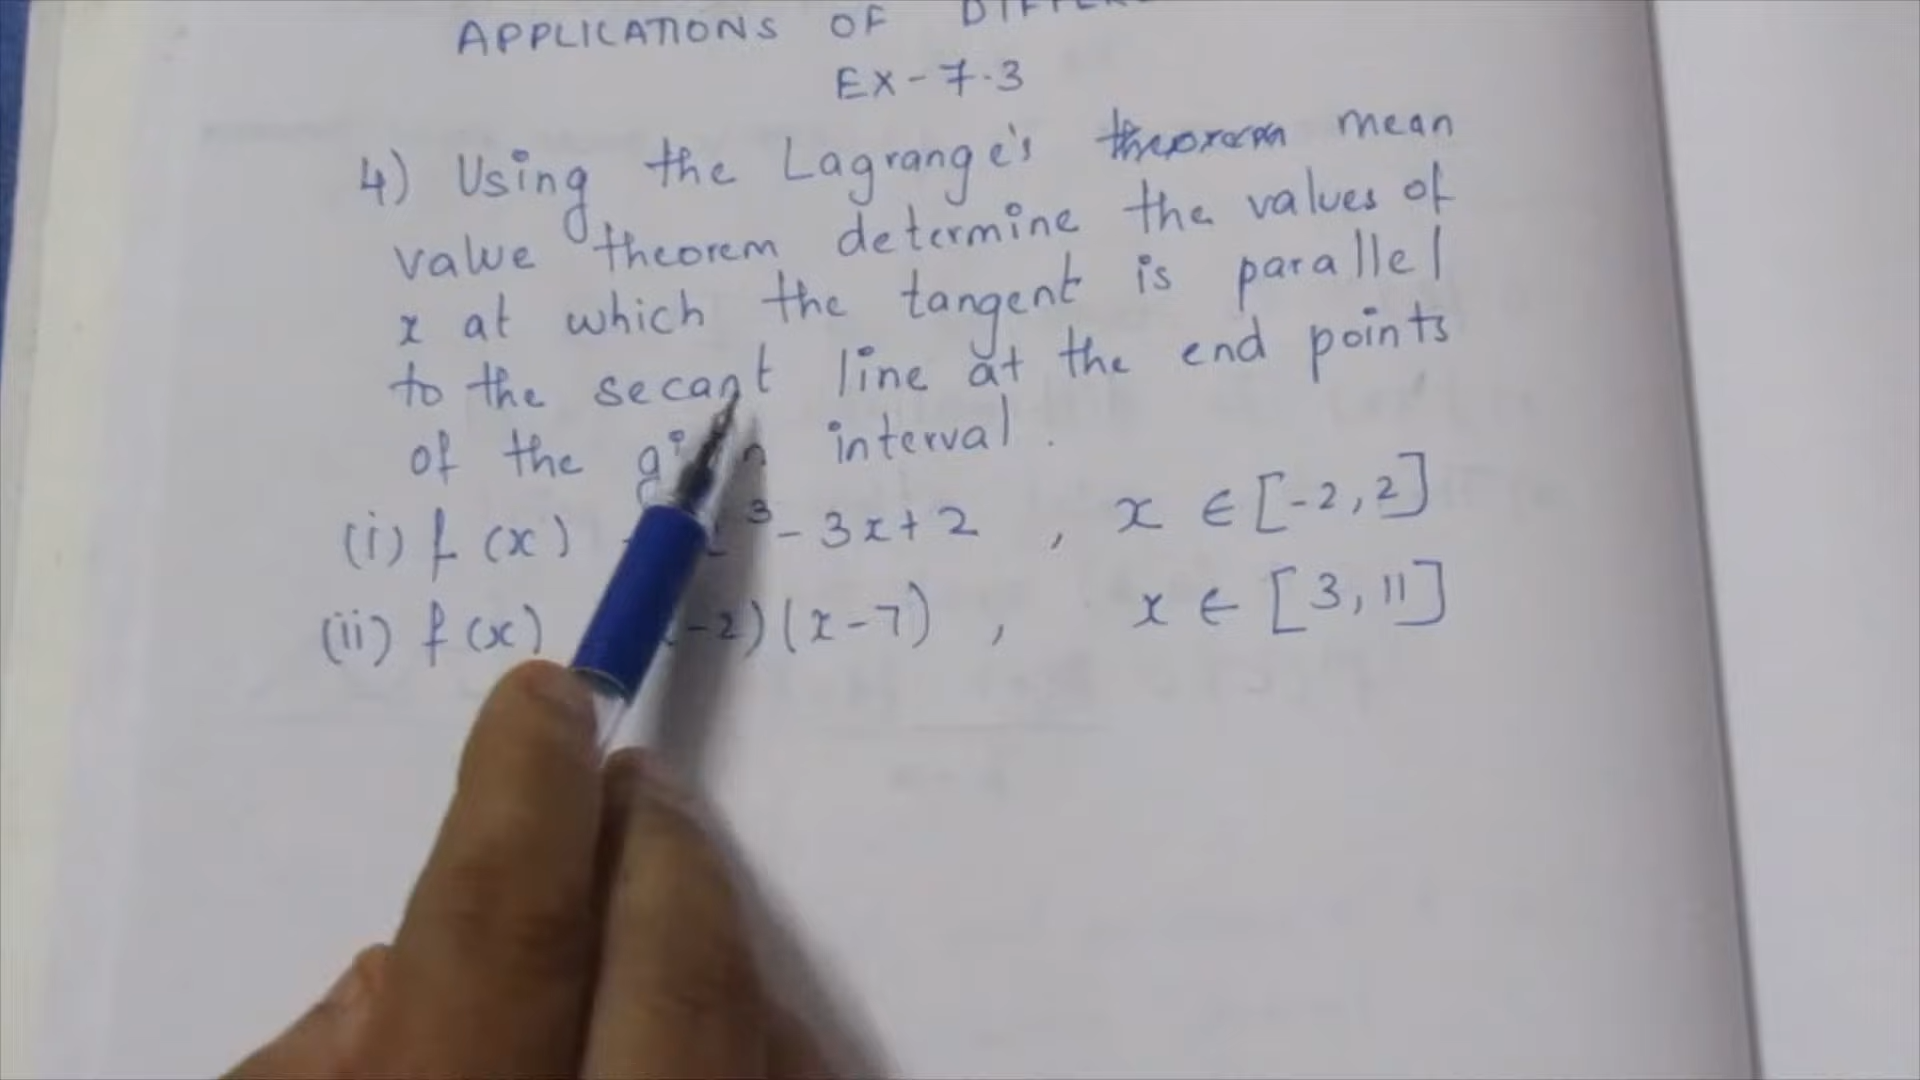 APPLICATIONS OF
EX-7.3
4) Using the Lagrange's theorem mean
value theorem determine the values of
x at which the tangent is parallel
to the secant line at the end points
of the interval.
(i) f(x) 3 - 3x+2 , x ∈ [-2,2]
(ii) f(x) -2)(x-7) , x ∈ [3,11]